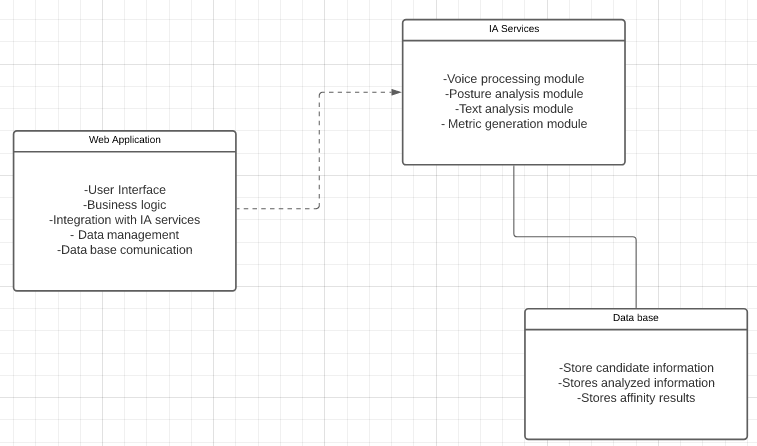 IA Services
-Voice processing module
-Posture analysis module
-Text analysis module
- Metric generation module
Web Application
-User Interface
-Business logic
-Integration with IA services
- Data management
-Data base comunication
Data base
-Store candidate information
-Stores analyzed information
-Stores affinity results